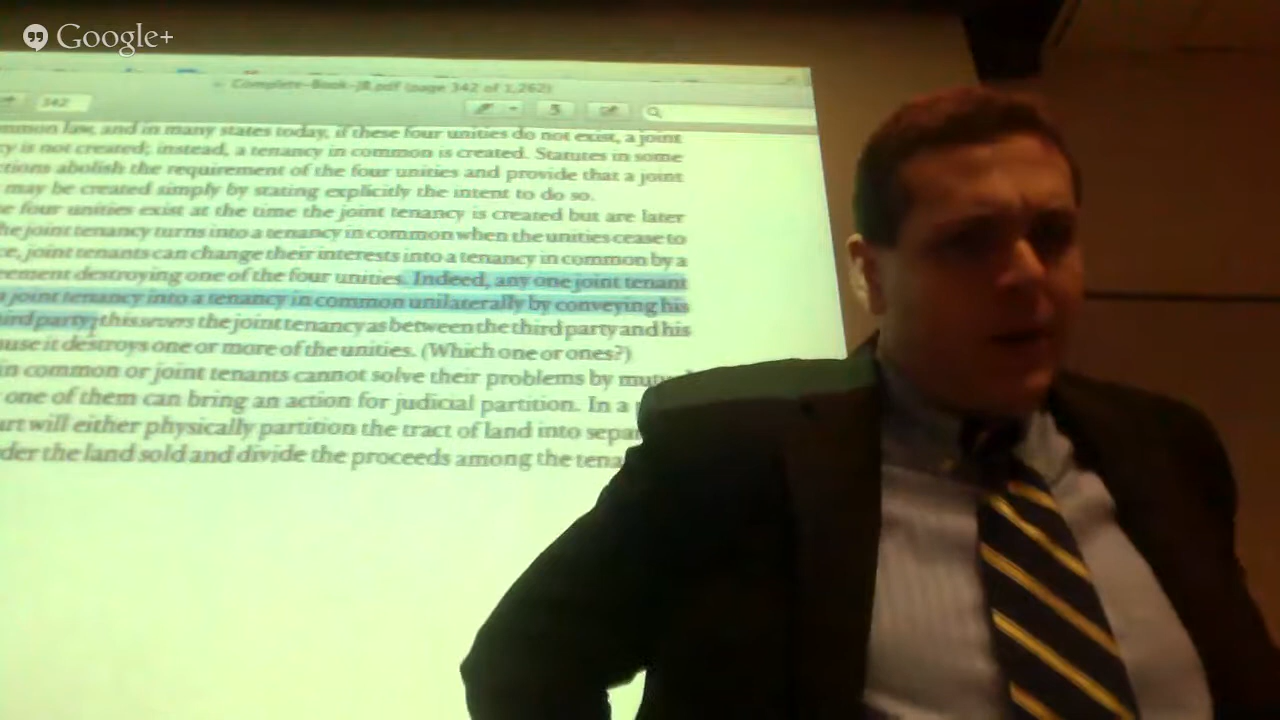 Google+
Complete-Book-JB.pdf (page 342 of 1,262)
342
mmon law, and in many states today, if these four unities do not exist, a joint
cy is not created; instead, a tenancy in common is created. Statutes in some
ctions abolish the requirement of the four unities and provide that a joint
may be created simply by stating explicitly the intent to do so.
e four unities exist at the time the joint tenancy is created but are later
he joint tenancy turns into a tenancy in common when the unities cease to
ce, joint tenants can change their interests into a tenancy in common by a
eement destroying one of the four unities. Indeed, any one joint tenant
a joint tenancy into a tenancy in common unilaterally by conveying his
hird party; this severs the joint tenancy as between the third party and his
use it destroys one or more of the unities. (Which one or ones?)
in common or joint tenants cannot solve their problems by mutu
one of them can bring an action for judicial partition. In a
urt will either physically partition the tract of land into sepa
der the land sold and divide the proceeds among the tena